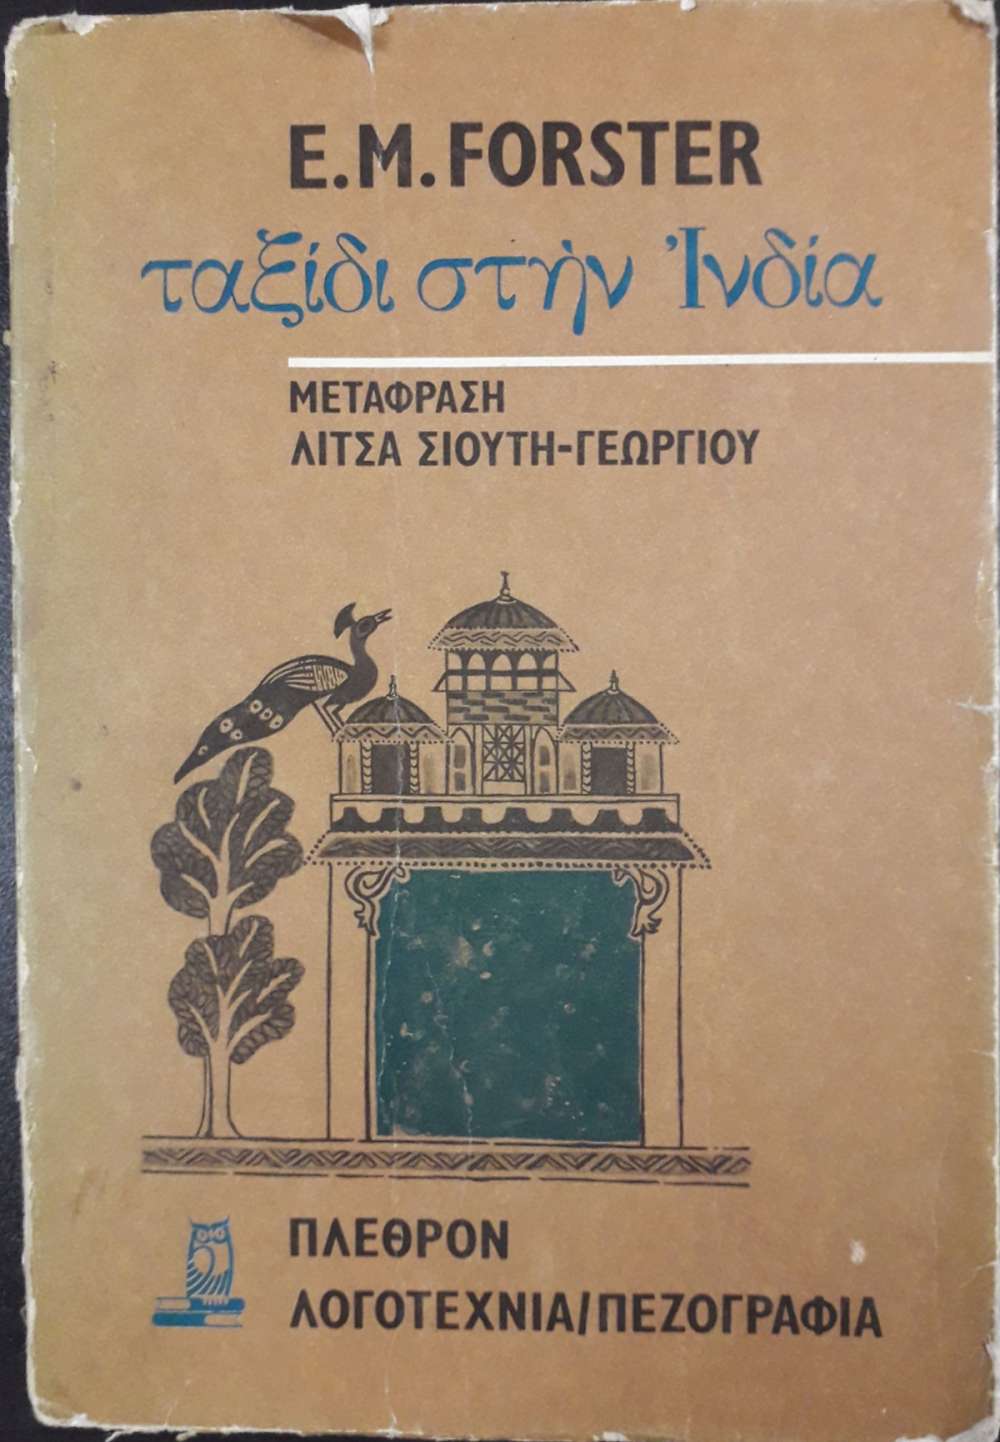 E.M. FORSTER
ταξίδι στὴν Ἰνδία
ΜΕΤΑΦΡΑΣΗ
ΛΙΤΣΑ ΣΙΟΥΤΗ-ΓΕΩΡΓΙΟΥ
ΠΛΕΘΡΟΝ
ΛΟΓΟΤΕΧΝΙΑ/ΠΕΖΟΓΡΑΦΙΑ